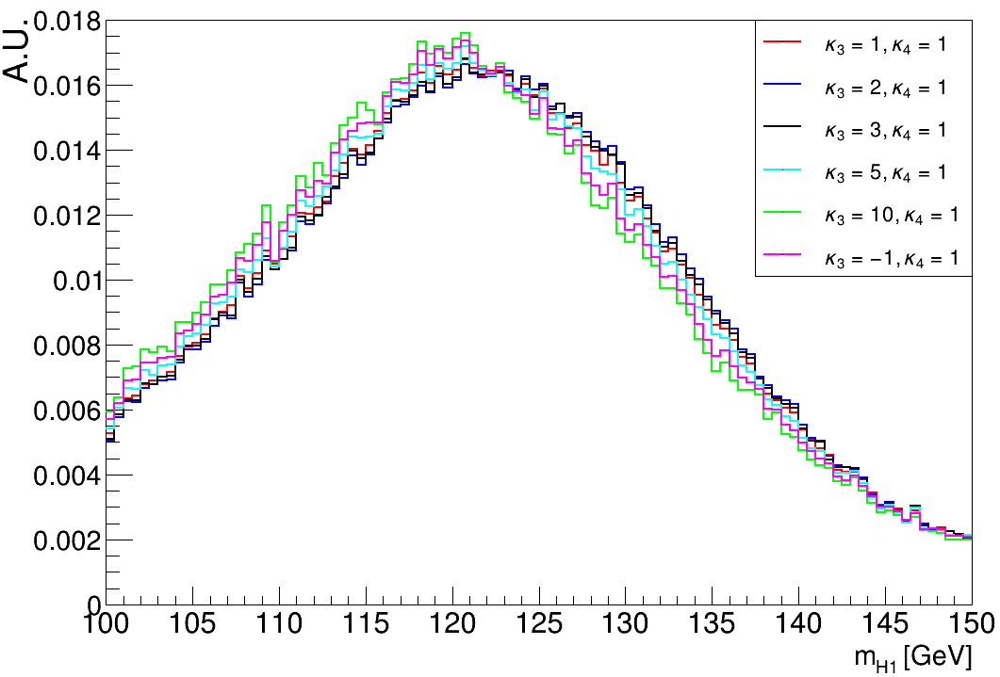 A.U.
0.018
0.016
0.014
0.012
0.01
0.008
0.006
0.004
0.002
0
κ₃ = 1, κ₄ = 1
κ₃ = 2, κ₄ = 1
κ₃ = 3, κ₄ = 1
κ₃ = 5, κ₄ = 1
κ₃ = 10, κ₄ = 1
κ₃ = −1, κ₄ = 1
100 105 110 115 120 125 130 135 140 145 150
m_H1 [GeV]